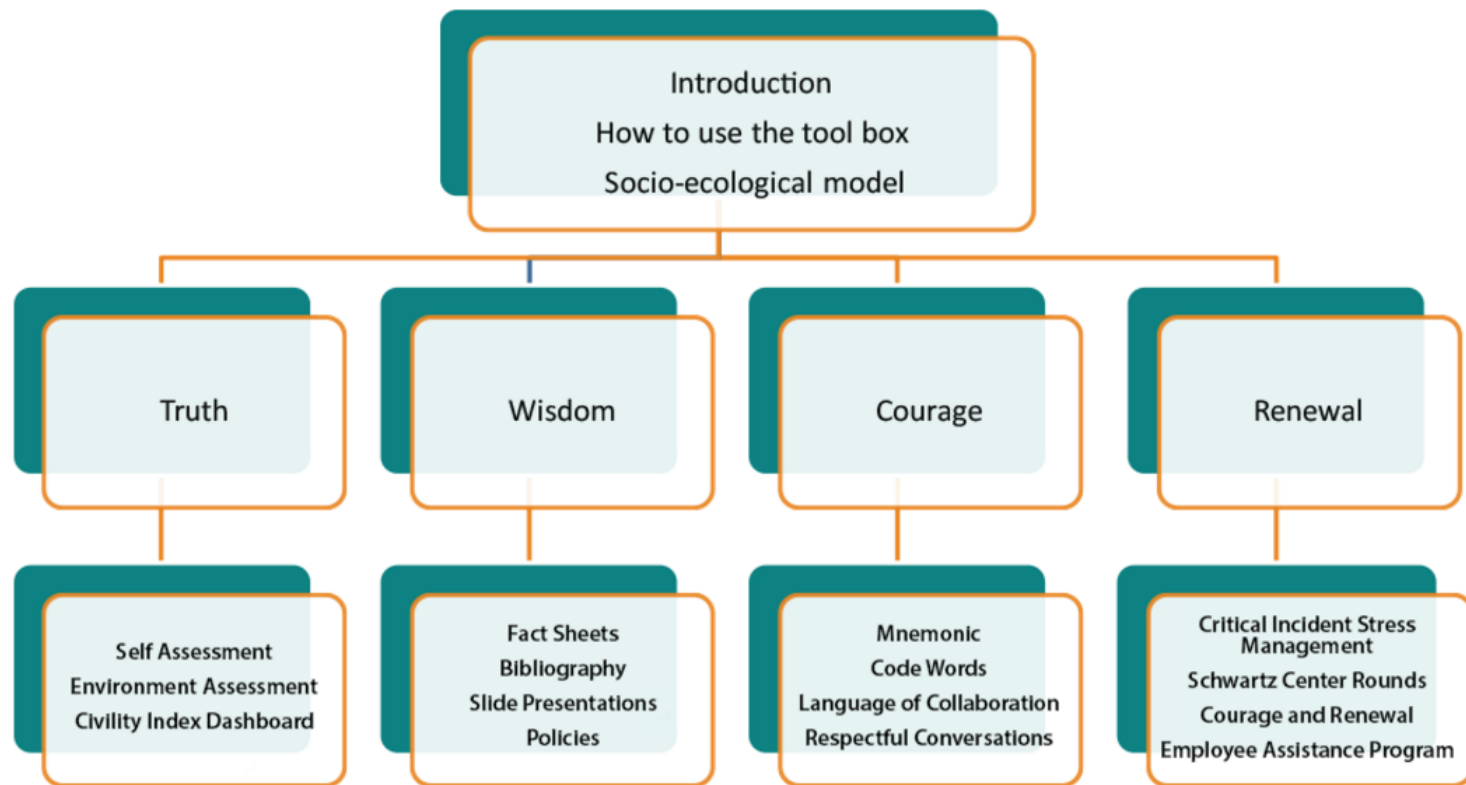 Introduction
How to use the tool box
Socio-ecological model
Truth
Wisdom
Courage
Renewal
Self Assessment
Environment Assessment
Civility Index Dashboard
Fact Sheets
Bibliography
Slide Presentations
Policies
Mnemonic
Code Words
Language of Collaboration
Respectful Conversations
Critical Incident Stress
Management
Schwartz Center Rounds
Courage and Renewal
Employee Assistance Program